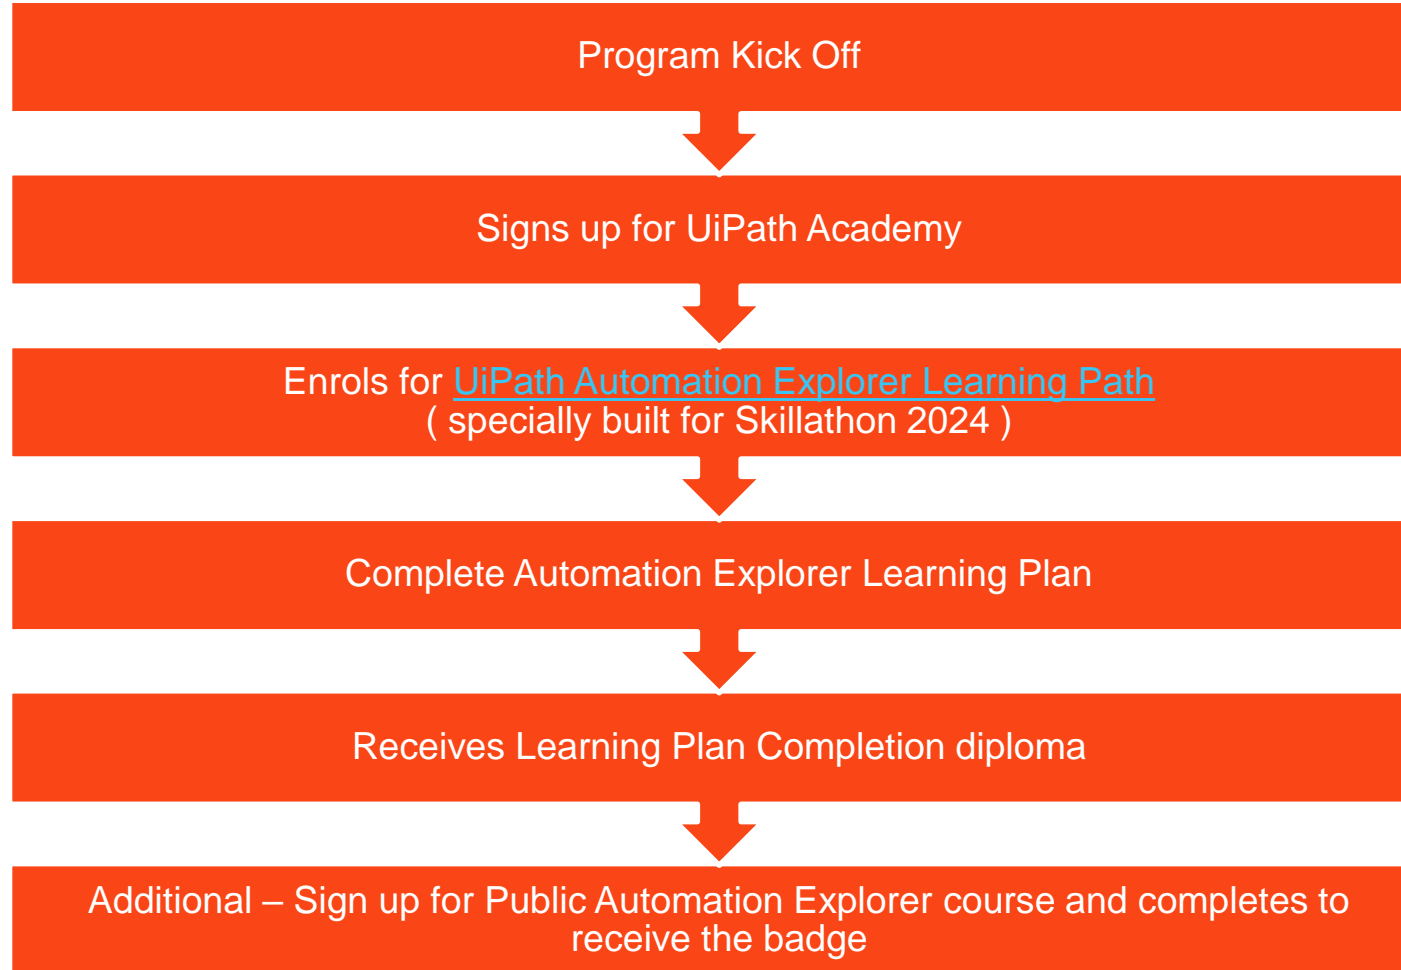 Program Kick Off
Signs up for UiPath Academy
Enrols for UiPath Automation Explorer Learning Path
( specially built for Skillathon 2024 )
Complete Automation Explorer Learning Plan
Receives Learning Plan Completion diploma
Additional – Sign up for Public Automation Explorer course and completes to
receive the badge